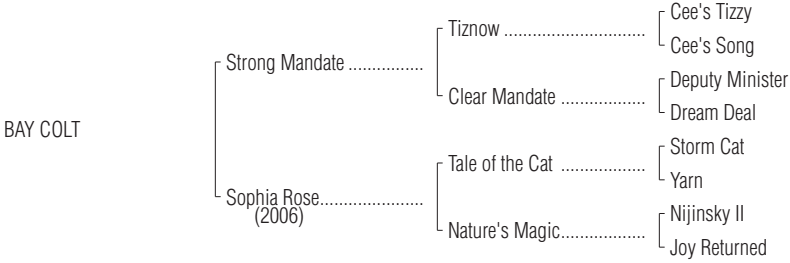 Cee's Tizzy
Tiznow ..............................
Cee's Song
Strong Mandate ................
Deputy Minister
Clear Mandate ..................
Dream Deal
BAY COLT
Storm Cat
Tale of the Cat ..................
Yarn
Sophia Rose......................
(2006)
Nijinsky II
Nature's Magic..................
Joy Returned